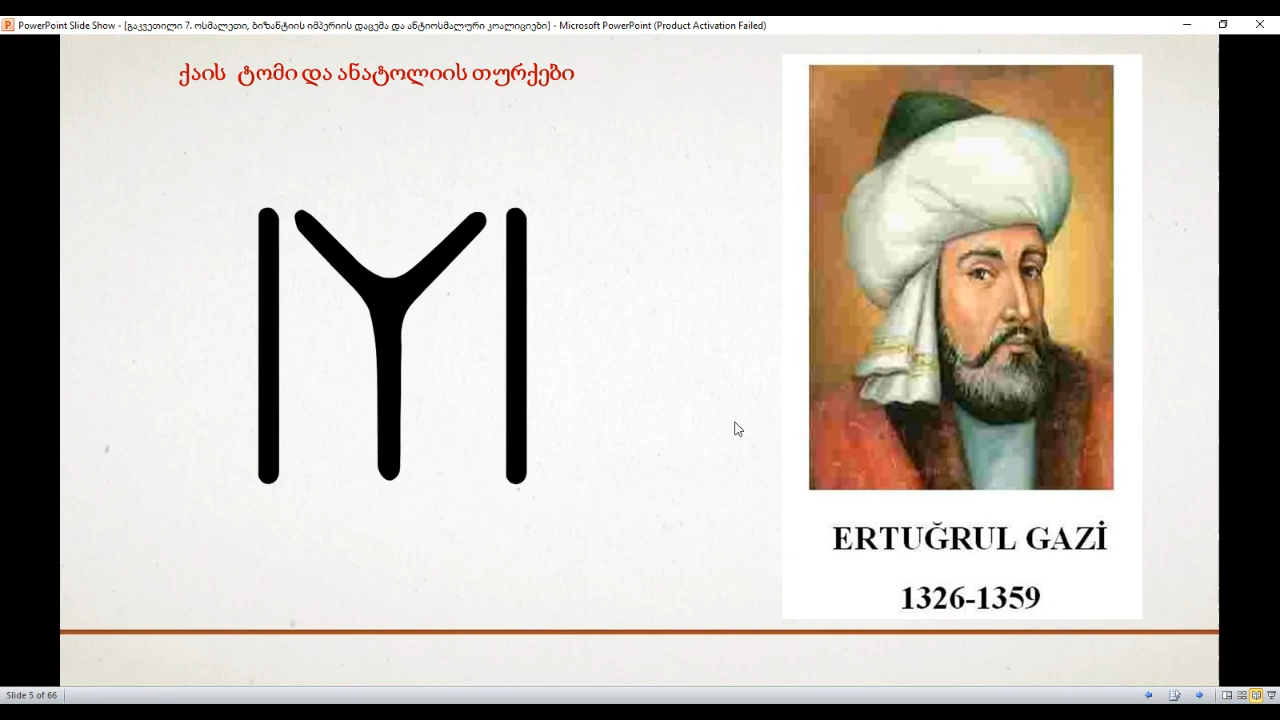 PowerPoint Slide Show - [გაკვეთილი 7. ოსმალეთი, ბიზანტიის იმპერიის დაცემა და ანტიოსმალური კოალიციები] - Microsoft PowerPoint (Product Activation Failed)
ქაის ტომი და ანატოლიის თურქები
ERTUĞRUL GAZİ
1326-1359
Slide 5 of 66